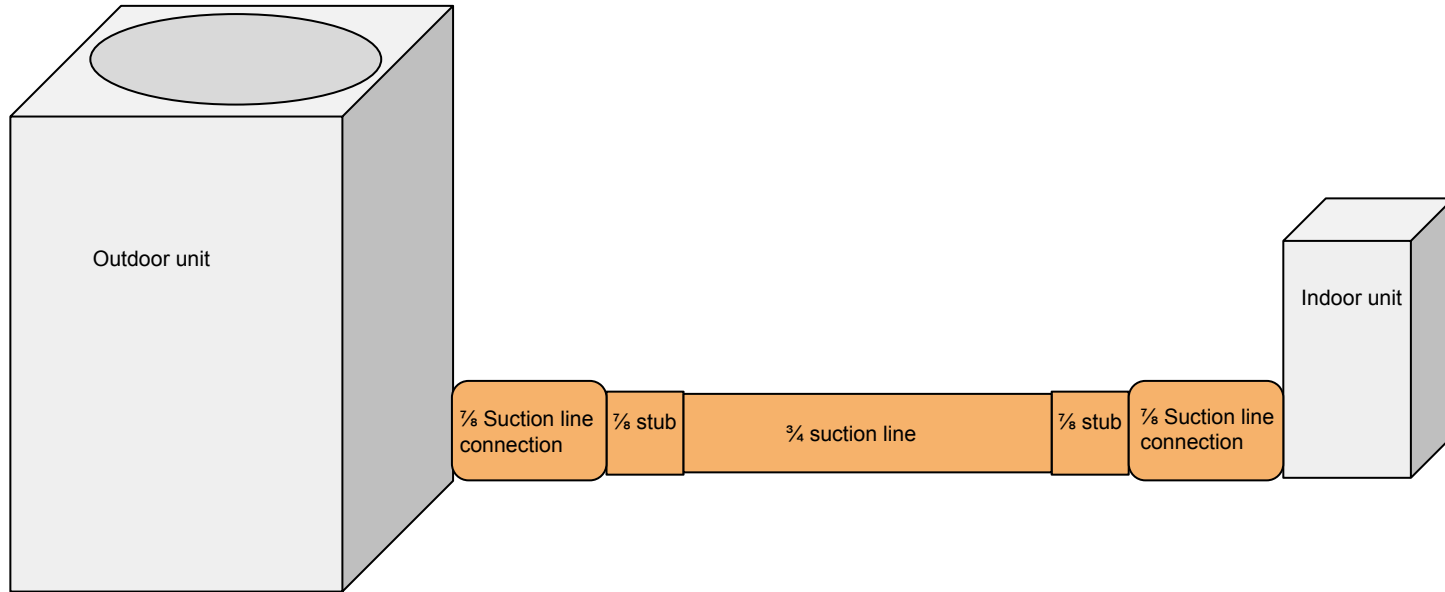 Outdoor unit
Indoor unit
⅞ Suction line
connection
⅞ stub
¾ suction line
⅞ stub
⅞ Suction line
connection